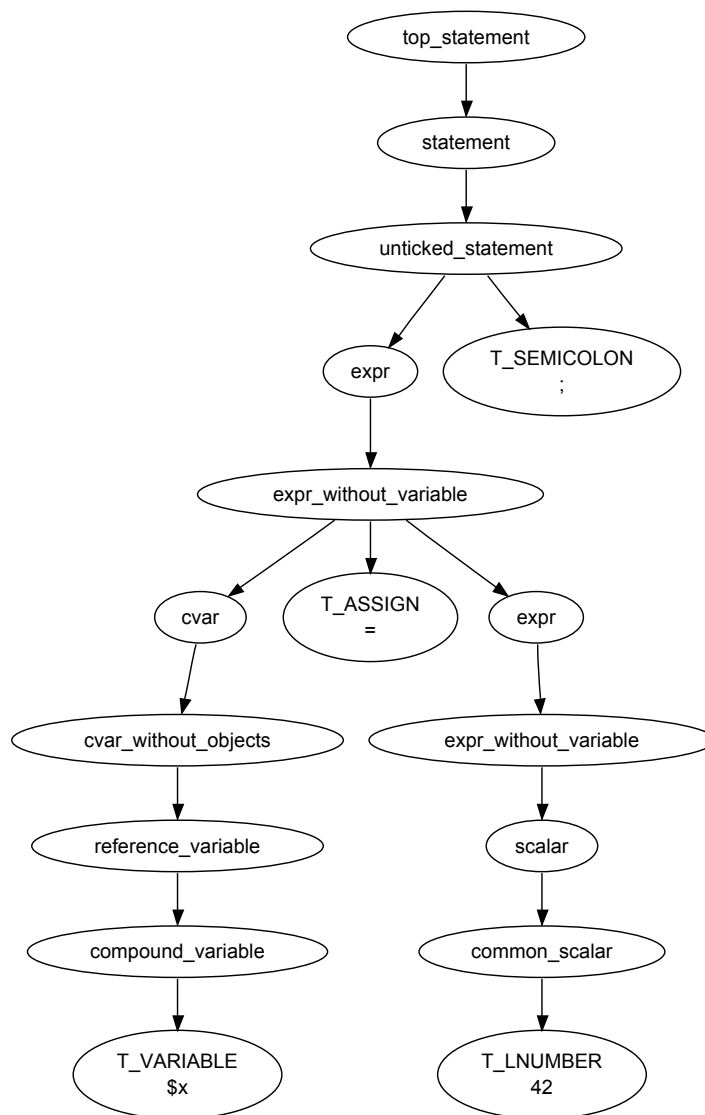 top_statement
statement
unticked_statement
expr
T_SEMICOLON
;
expr_without_variable
cvar
T_ASSIGN
=
expr
cvar_without_objects
expr_without_variable
reference_variable
scalar
compound_variable
common_scalar
T_VARIABLE
$x
T_LNUMBER
42